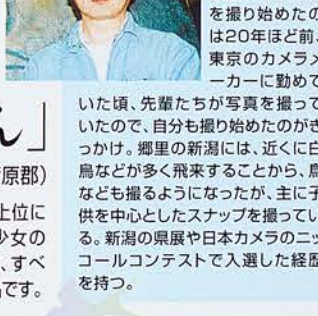 を撮り始めたの
は20年ほど前、
東京のカメラメ
ーカーに勤めて
いた頃、先輩たちが写真を撮って
いたので、自分も撮り始めたのがき
っかけ。郷里の新潟には、近くに白
鳥などが多く飛来することから、鳥
なども撮るようになったが、主に子
供を中心としたスナップを撮ってい
る。新潟の県展や日本カメラのニッ
コールコンテストで入選した経歴
を持つ。
ん」
原郡)
上位に
少女の
、すべ
品です。